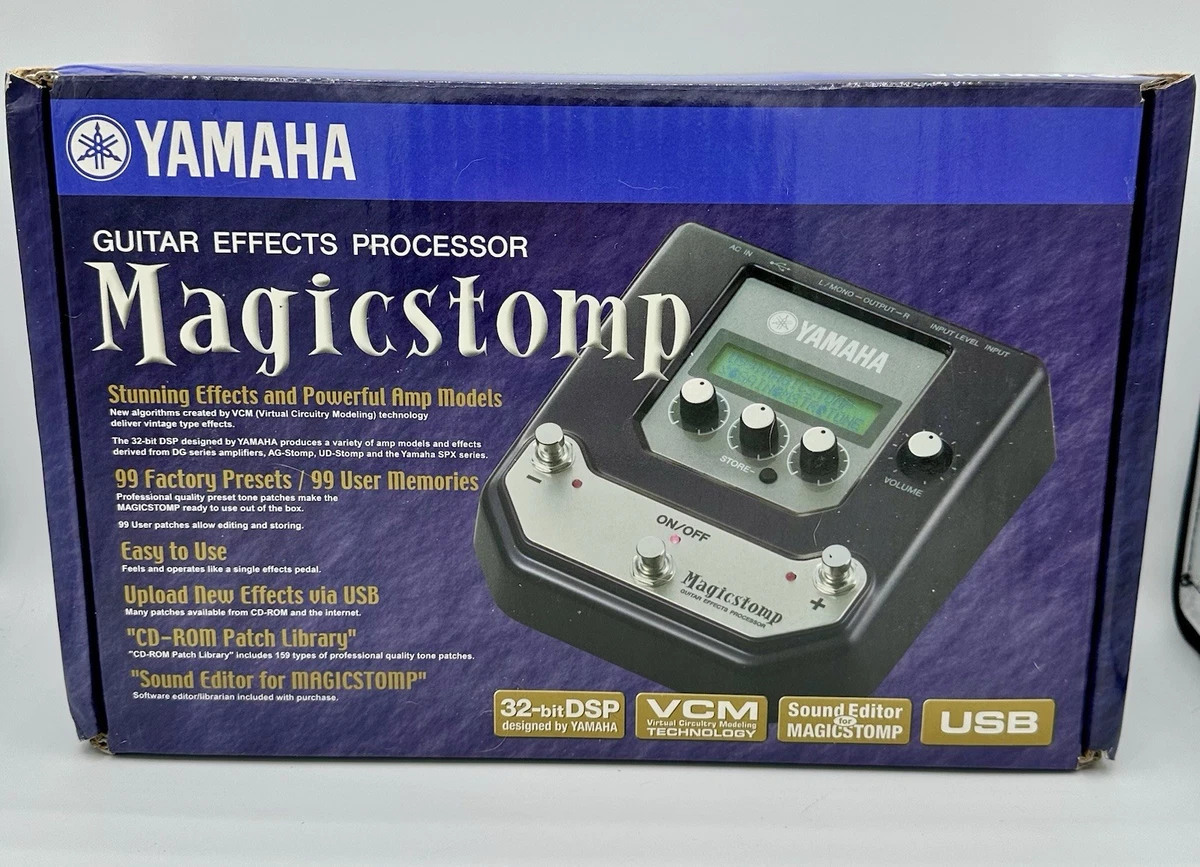 YAMAHA
GUITAR EFFECTS PROCESSOR
Magicstomp
Stunning Effects and Powerful Amp Models
New algorithms created by VCM (Virtual Circuitry Modeling) technology
deliver vintage type effects.
The 32-bit DSP designed by YAMAHA produces a variety of amp models and effects
derived from DG series amplifiers, AG-Stomp, UD-Stomp and the Yamaha SPX series.
99 Factory Presets / 99 User Memories
Professional quality preset tone patches make the
MAGICSTOMP ready to use out of the box.
99 User patches allow editing and storing.
Easy to Use
Feels and operates like a single effects pedal.
Upload New Effects via USB
Many patches available from CD-ROM and the internet.
"CD-ROM Patch Library"
"CD-ROM Patch Library" includes 159 types of professional quality tone patches.
"Sound Editor for MAGICSTOMP"
Software editor/librarian included with purchase.
AC IN
L/MONO – OUTPUT – R
INPUT LEVEL INPUT
YAMAHA
STORE
VOLUME
–
ON/OFF
+
Magicstomp
GUITAR EFFECTS PROCESSOR
32-bit DSP
designed by YAMAHA
VCM
Virtual Circuitry Modeling
TECHNOLOGY
Sound Editor
for
MAGICSTOMP
USB